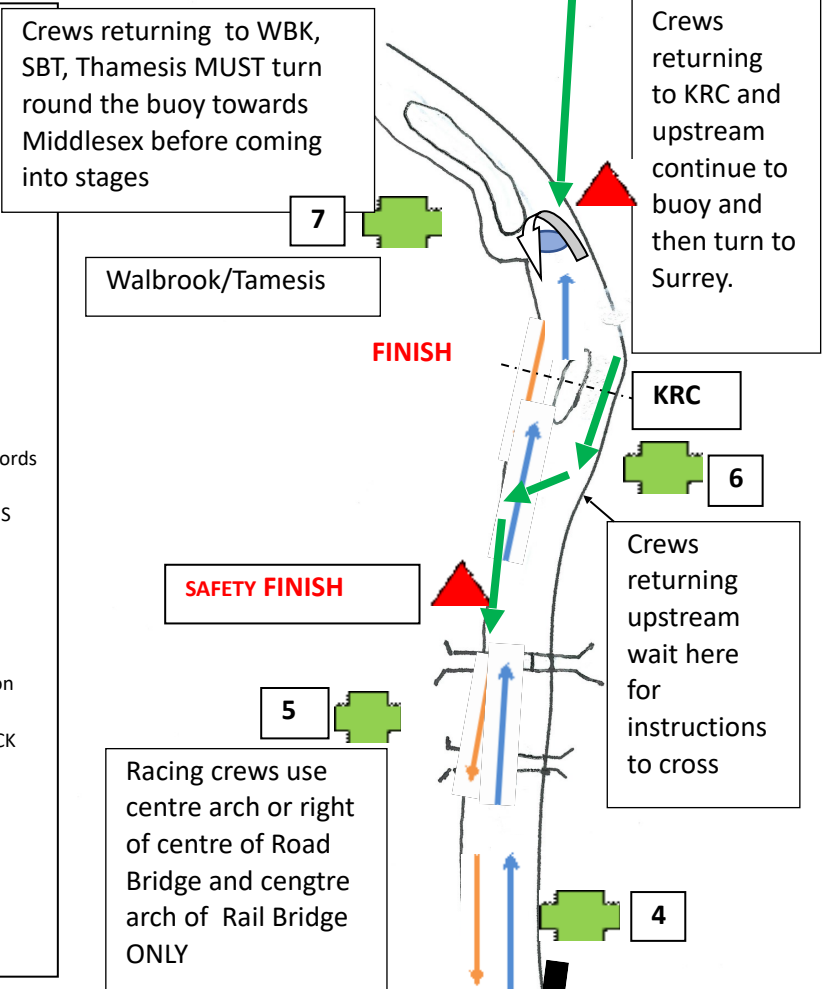 Crews returning  to WBK,
SBT, Thamesis MUST turn
round the buoy towards
Middlesex before coming
into stages
Crews
returning
to KRC and
upstream
continue to
buoy and
then turn to
Surrey.
7
Walbrook/Tamesis
FINISH
KRC
6
ords
S
SAFETY FINISH
Crews
returning
upstream
wait here
for
instructions
to cross
on
CK
5
Racing crews use
centre arch or right
of centre of Road
Bridge and cengtre
arch of  Rail Bridge
ONLY
4